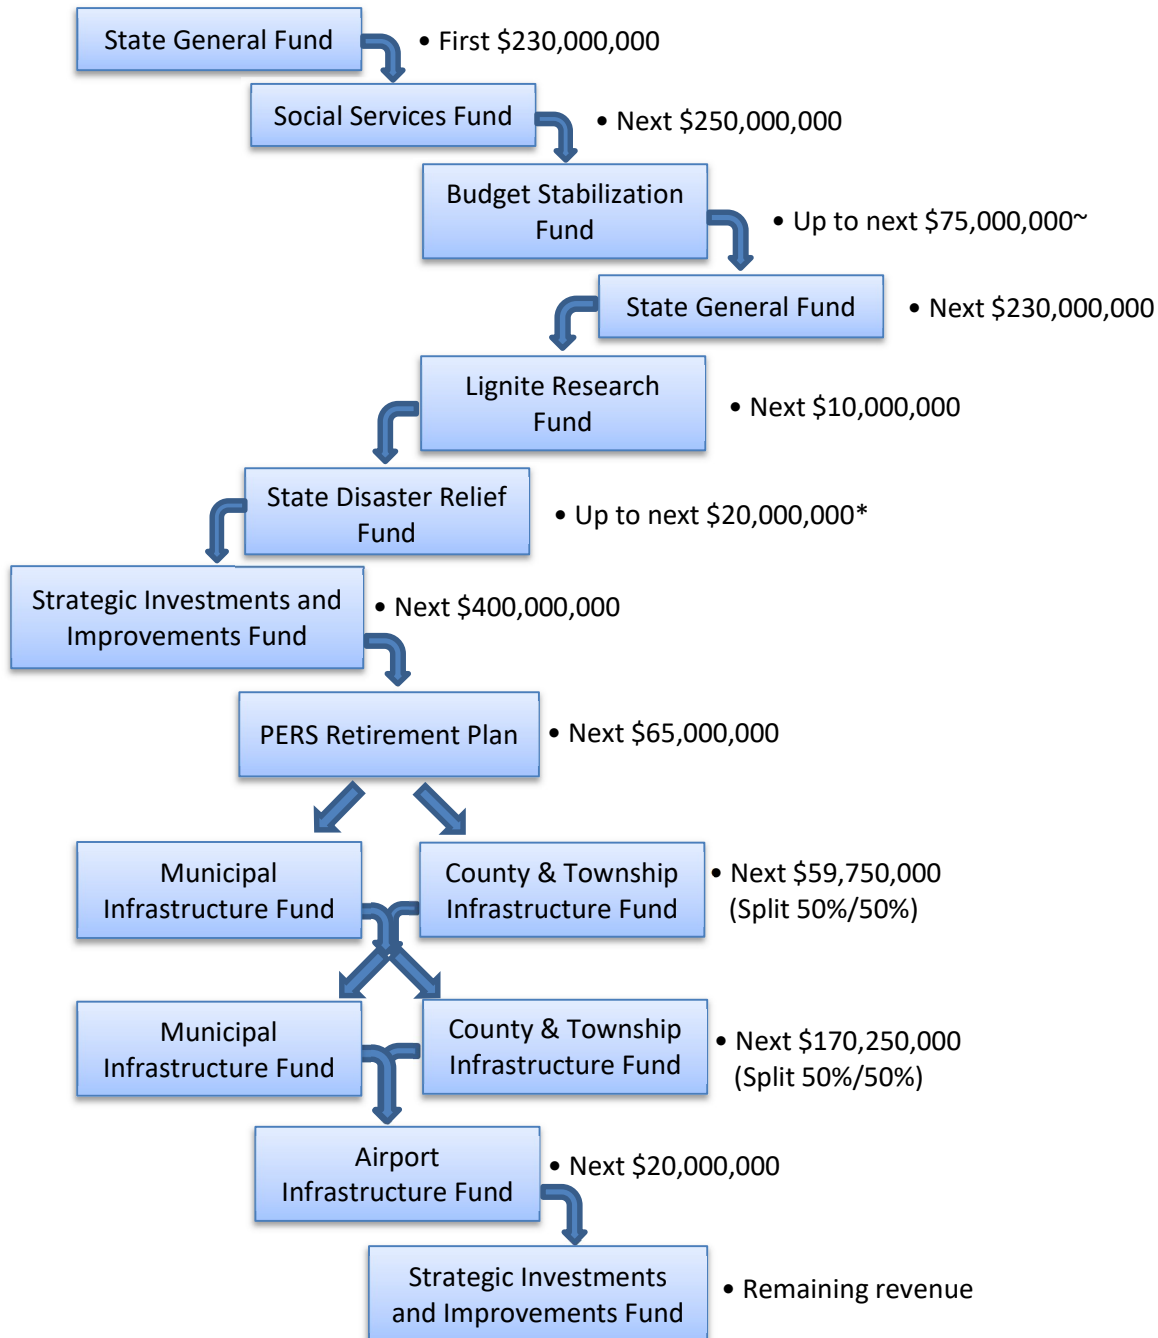 State General Fund
• First $230,000,000
Social Services Fund
• Next $250,000,000
Budget Stabilization
Fund
• Up to next $75,000,000~
State General Fund
• Next $230,000,000
Lignite Research
Fund
• Next $10,000,000
State Disaster Relief
Fund
• Up to next $20,000,000*
Strategic Investments and
Improvements Fund
• Next $400,000,000
PERS Retirement Plan
• Next $65,000,000
Municipal
Infrastructure Fund
County & Township
Infrastructure Fund
• Next $59,750,000
(Split 50%/50%)
Municipal
Infrastructure Fund
County & Township
Infrastructure Fund
• Next $170,250,000
(Split 50%/50%)
Airport
Infrastructure Fund
• Next $20,000,000
Strategic Investments
and Improvements Fund
• Remaining revenue